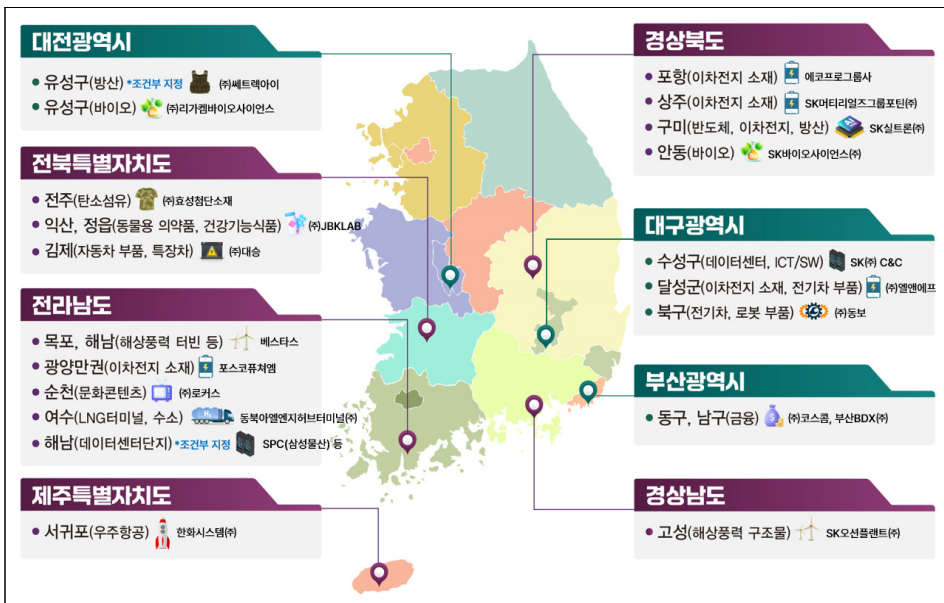 대전광역시
유성구(방산) *조건부 지정 ㈜쎄트렉아이
유성구(바이오) ㈜리가켐바이오사이언스
전북특별자치도
전주(탄소섬유) ㈜효성첨단소재
익산, 정읍(동물용 의약품, 건강기능식품) ㈜JBKLAB
김제(자동차 부품, 특장차) ㈜대승
전라남도
목포, 해남(해상풍력 터빈 등) 베스타스
광양만권(이차전지 소재) 포스코퓨처엠
순천(문화콘텐츠) ㈜로커스
여수(LNG터미널, 수소) 동북아엘엔지허브터미널㈜
해남(데이터센터단지) *조건부 지정 SPC(삼성물산) 등
제주특별자치도
서귀포(우주항공) 한화시스템㈜
경상북도
포항(이차전지 소재) 에코프로그룹사
상주(이차전지 소재) SK머티리얼즈그룹포틴㈜
구미(반도체, 이차전지, 방산) SK실트론㈜
안동(바이오) SK바이오사이언스㈜
대구광역시
수성구(데이터센터, ICT/SW) SK㈜ C&C
달성군(이차전지 소재, 전기차 부품) ㈜엘앤에프
북구(전기차, 로봇 부품) ㈜동보
부산광역시
동구, 남구(금융) ㈜코스콤, 부산BDX㈜
경상남도
고성(해상풍력 구조물) SK오션플랜트㈜